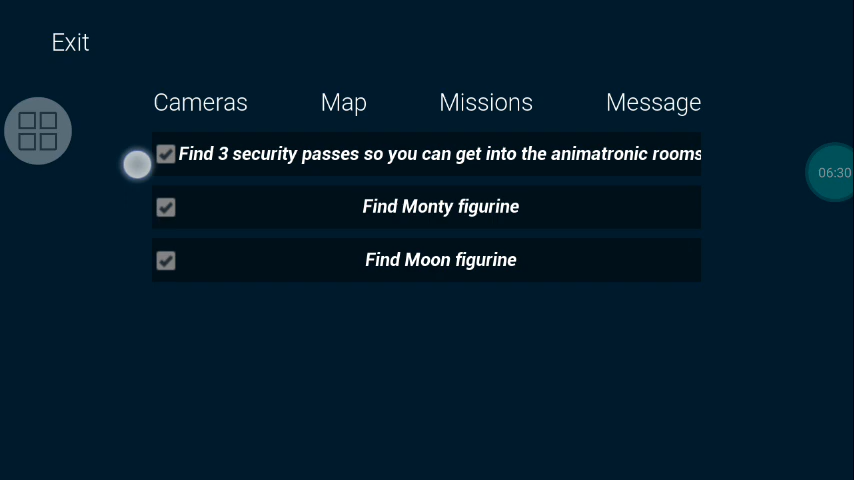 Exit
Cameras Map Missions Message
Find 3 security passes so you can get into the animatronic rooms
Find Monty figurine
Find Moon figurine
06:30